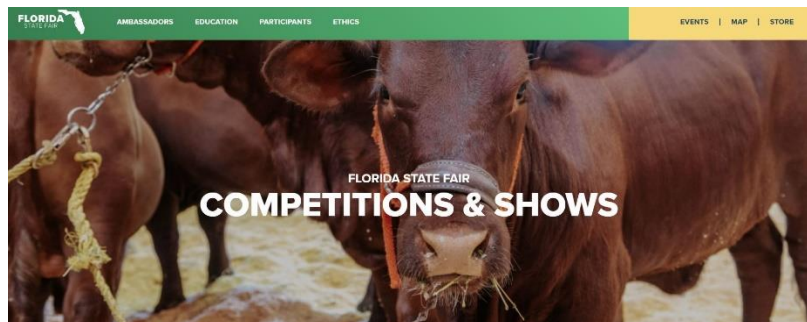 FLORIDA
STATE FAIR
AMBASSADORS EDUCATION PARTICIPANTS ETHICS
EVENTS | MAP | STORE
FLORIDA STATE FAIR
COMPETITIONS & SHOWS